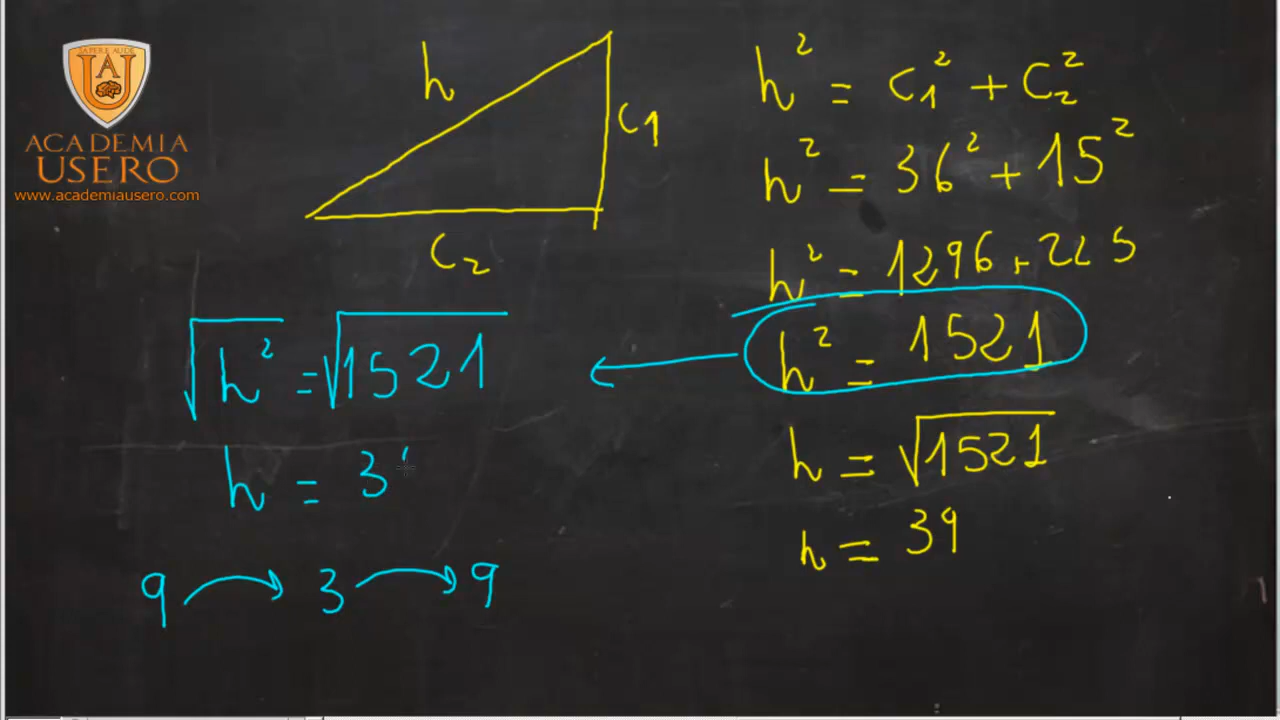 SAPERE AUDE
UA
ACADEMIA
USERO
www.academiausero.com
h
C1
C2
h² = C1² + C2²
h² = 36² + 15²
h² = 1296 + 225
h² = 1521
h = √1521
h = 39
√h² = √1521
h = 3
9 3 9